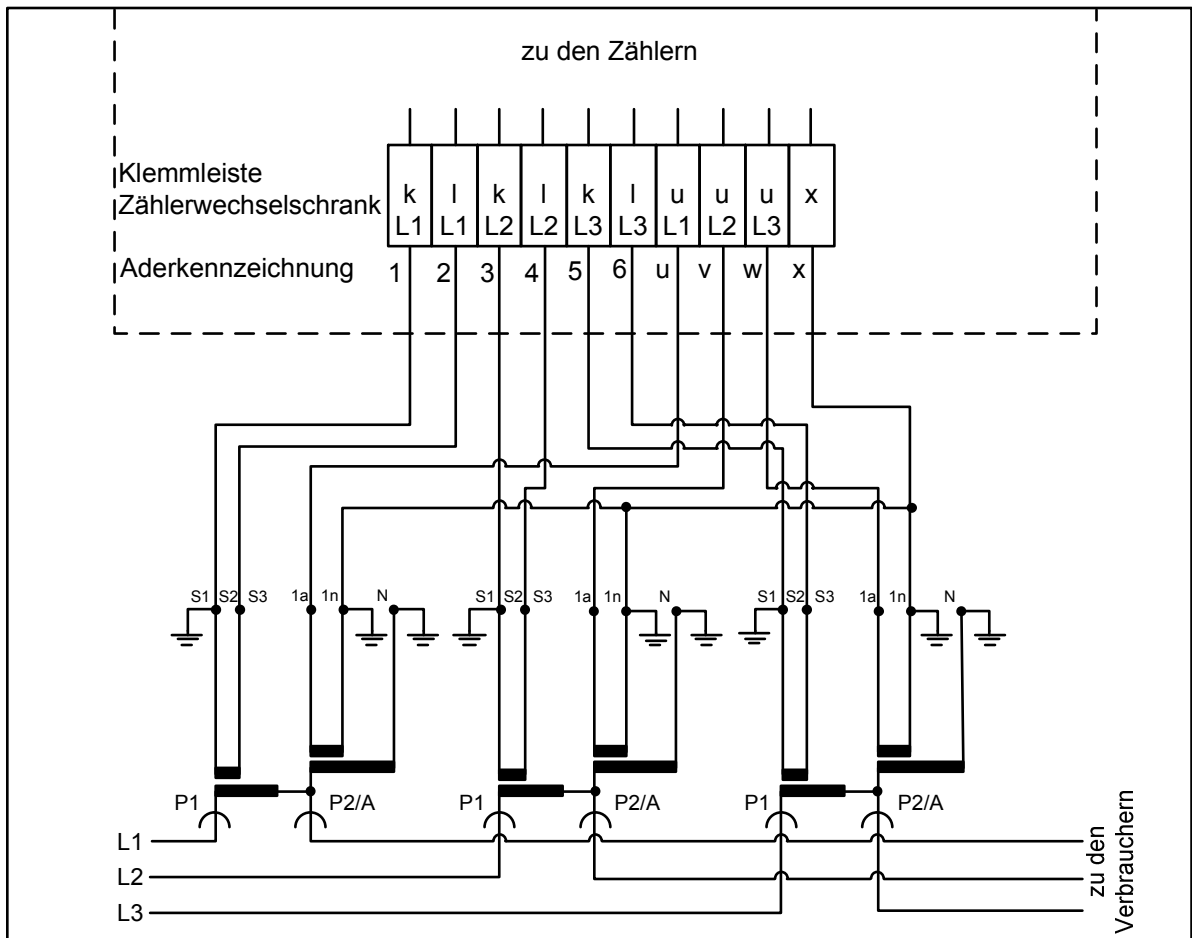 zu den Zählern
Klemmleiste
Zählerwechselschrank
k l k l k l u u u x
L1 L1 L2 L2 L3 L3 L1 L2 L3
Aderkennzeichnung 1 2 3 4 5 6 u v w x
S1 S2 S3 1a 1n N S1 S2 S3 1a 1n N S1 S2 S3 1a 1n N
P1 P2/A P1 P2/A P1 P2/A
L1
L2
L3
zu den
Verbrauchern